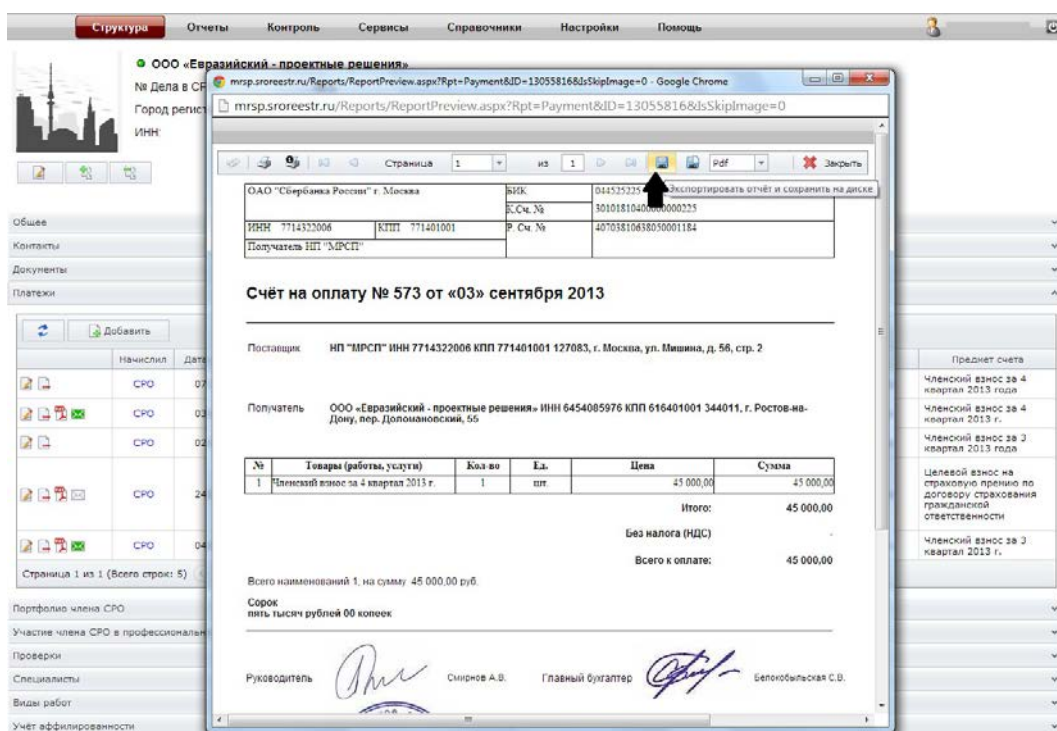 Структура Отчеты Контроль Сервисы Справочники Настройки Помощь
ООО «Евразийский - проектные решения»
№ Дела в СР
Город регист
ИНН:
Общее
Контакты
Документы
Платежи
Добавить
Начислил Дата Предмет счета
СРО 07 Членский взнос за 4
квартал 2013 года
СРО 03 Членский взнос за 4
квартал 2013 г.
СРО 02 Членский взнос за 3
квартал 2013 года
СРО 24 Целевой взнос на
страховую премию по
договору страхования
гражданской
ответственности
СРО 04 Членский взнос за 3
квартал 2013 г.
Страница 1 из 1 (Всего строк: 5)
Портфолио члена СРО
Участие члена СРО в профессиональн
Проверки
Специалисты
Виды работ
Учёт аффилированности
mrsp.sroreestr.ru/Reports/ReportPreview.aspx?Rpt=Payment&ID=13055816&IsSkipImage=0 - Google Chrome
mrsp.sroreestr.ru/Reports/ReportPreview.aspx?Rpt=Payment&ID=13055816&IsSkipImage=0
Страница 1 из 1 Pdf Закрыть
Экспортировать отчёт и сохранить на диске.
ОАО "Сбербанка России" г. Москва БИК 044525225
К.Сч. № 30101810400000000225
ИНН 7714322006 КПП 771401001 Р. Сч. № 40703810638050001184
Получатель НП "МРСП"
Счёт на оплату № 573 от «03» сентября 2013
Поставщик НП "МРСП" ИНН 7714322006 КПП 771401001 127083, г. Москва, ул. Мишина, д. 56, стр. 2
Получатель ООО «Евразийский - проектные решения» ИНН 6454085976 КПП 616401001 344011, г. Ростов-на-
Дону, пер. Доломановский, 55
№ Товары (работы, услуги) Кол-во Ед. Цена Сумма
1 Членский взнос за 4 квартал 2013 г. 1 шт. 45 000,00 45 000,00
Итого: 45 000,00
Без налога (НДС) -
Всего к оплате: 45 000,00
Всего наименований 1, на сумму 45 000,00 руб.
Сорок
пять тысяч рублей 00 копеек
Руководитель Смирнов А.В. Главный бухгалтер Белокобыльская С.В.